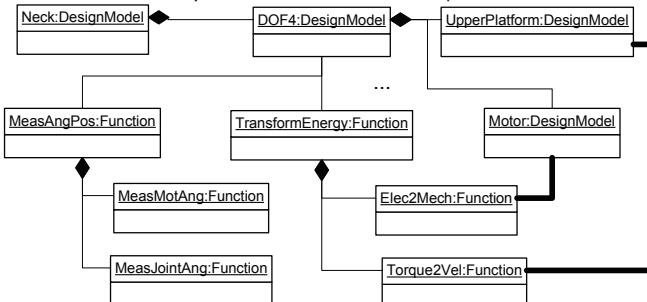 Neck:DesignModel
DOF4:DesignModel
UpperPlatform:DesignModel
...
MeasAngPos:Function
TransformEnergy:Function
Motor:DesignModel
MeasMotAng:Function
Elec2Mech:Function
MeasJointAng:Function
Torque2Vel:Function